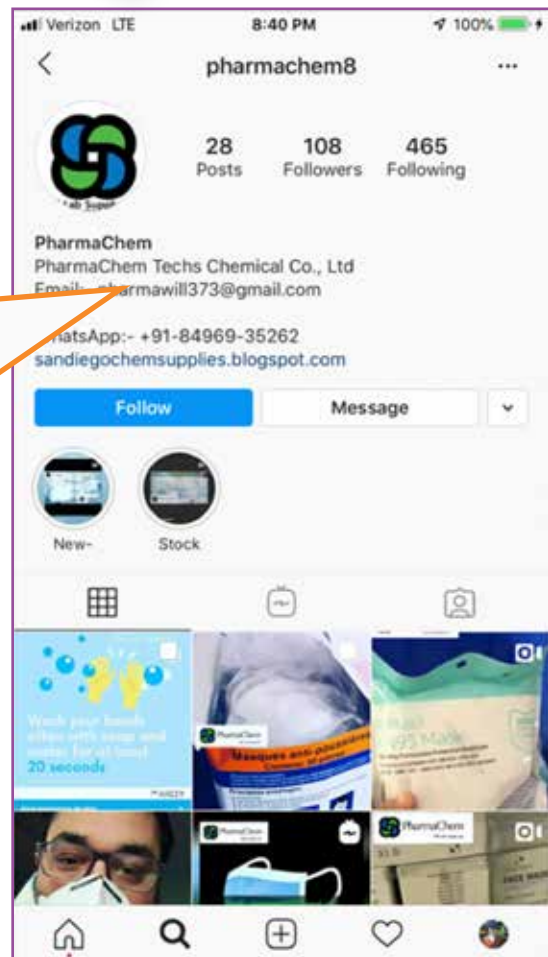 Verizon LTE 8:40 PM 100%
pharmachem8
28 108 465
Posts Followers Following
PharmaChem
PharmaChem Techs Chemical Co., Ltd
Email:- pharmawill373@gmail.com
WhatsApp:- +91-84969-35262
sandiegochemsupplies.blogspot.com
Follow Message
New- Stock
Wash your hands
often with soap and
water for at least
20 seconds
PharmaChem
Masques anti-poussières
Mask
PharmaChem
PharmaChem
FACE MASK